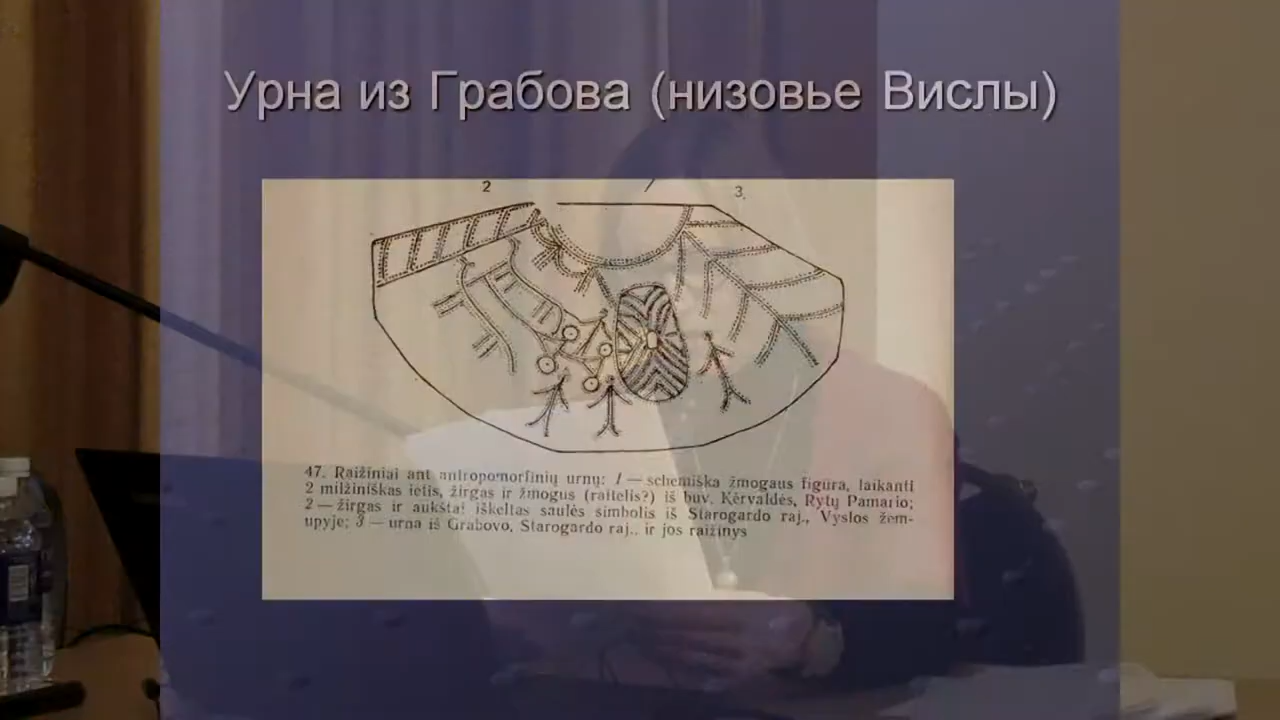 Урна из Грабова (низовье Вислы)
2 3.
47. Raižiniai ant antropomorfinių urnų: 1 — schemiška žmogaus figūra, laikanti
2 milžiniškas ietis, žirgas ir žmogus (raitelis?) iš buv. Kėrvaldės, Rytų Pamario;
2 — žirgas ir aukštai iškeltas saulės simbolis iš Starogardo raj., Vyslos žem-
upyje; 3 — urna iš Grabovo, Starogardo raj., ir jos raižinys